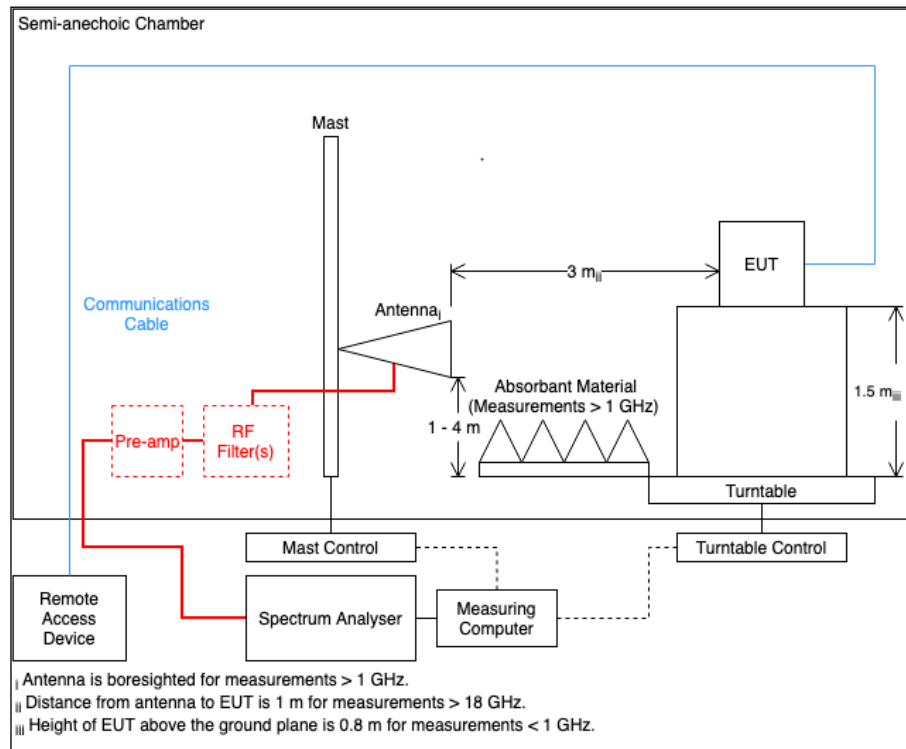 Semi-anechoic Chamber
Mast
EUT
3 mii
Communications
Cable
Antennai
Absorbant Material
(Measurements > 1 GHz)
1.5 miii
1 - 4 m
Pre-amp
RF
Filter(s)
Turntable
Mast Control
Turntable Control
Remote
Access
Device
Spectrum Analyser
Measuring
Computer
i Antenna is boresighted for measurements > 1 GHz.
ii Distance from antenna to EUT is 1 m for measurements > 18 GHz.
iii Height of EUT above the ground plane is 0.8 m for measurements < 1 GHz.